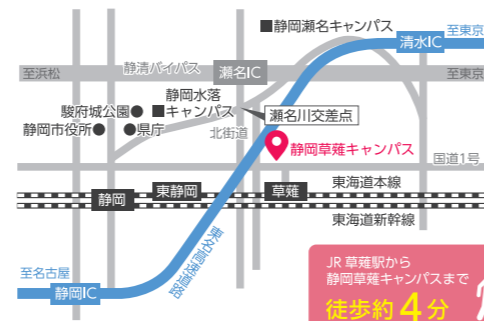 ■静岡瀬名キャンパス
至東京
清水IC
静清バイパス
瀬名IC
至浜松
至東京
静岡水落
■キャンパス
駿府城公園●
瀬名川交差点
静岡市役所●
●県庁
北街道
静岡草薙キャンパス
国道1号
東海道本線
静岡
東静岡
草薙
東海道新幹線
東名高速道路
至名古屋
静岡IC
JR 草薙駅から
静岡草薙キャンパスまで
徒歩約4分